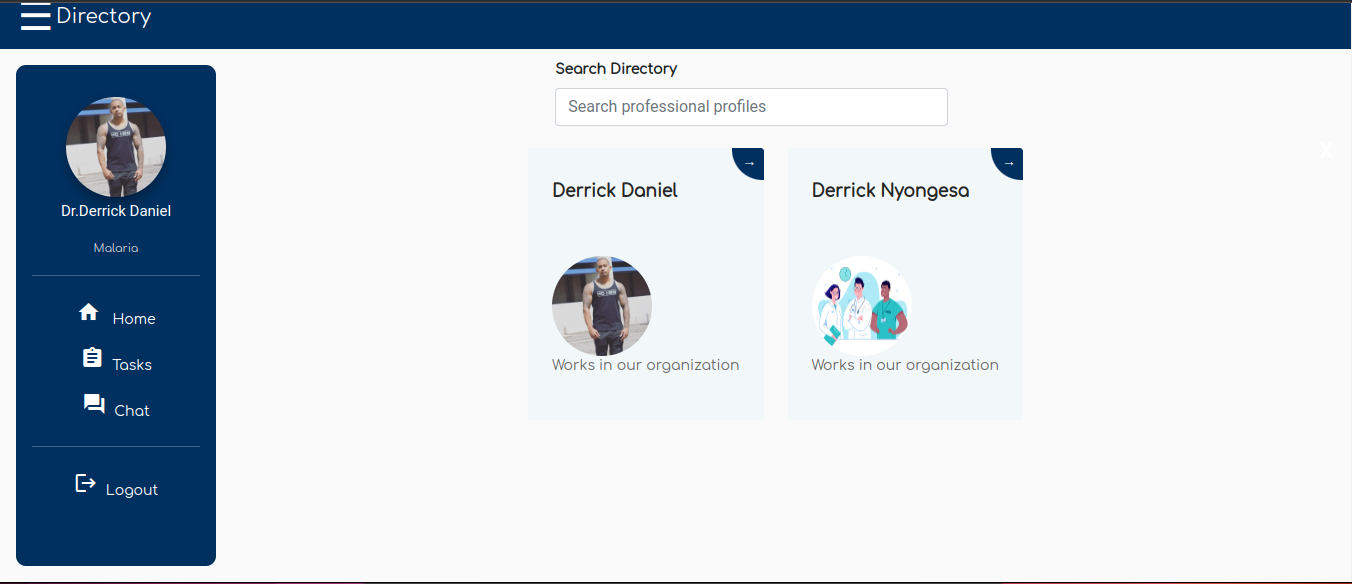 Directory
Dr.Derrick Daniel
Malaria
Home
Tasks
Chat
Logout
Search Directory
Search professional profiles
X
→
Derrick Daniel
Works in our organization
→
Derrick Nyongesa
Works in our organization